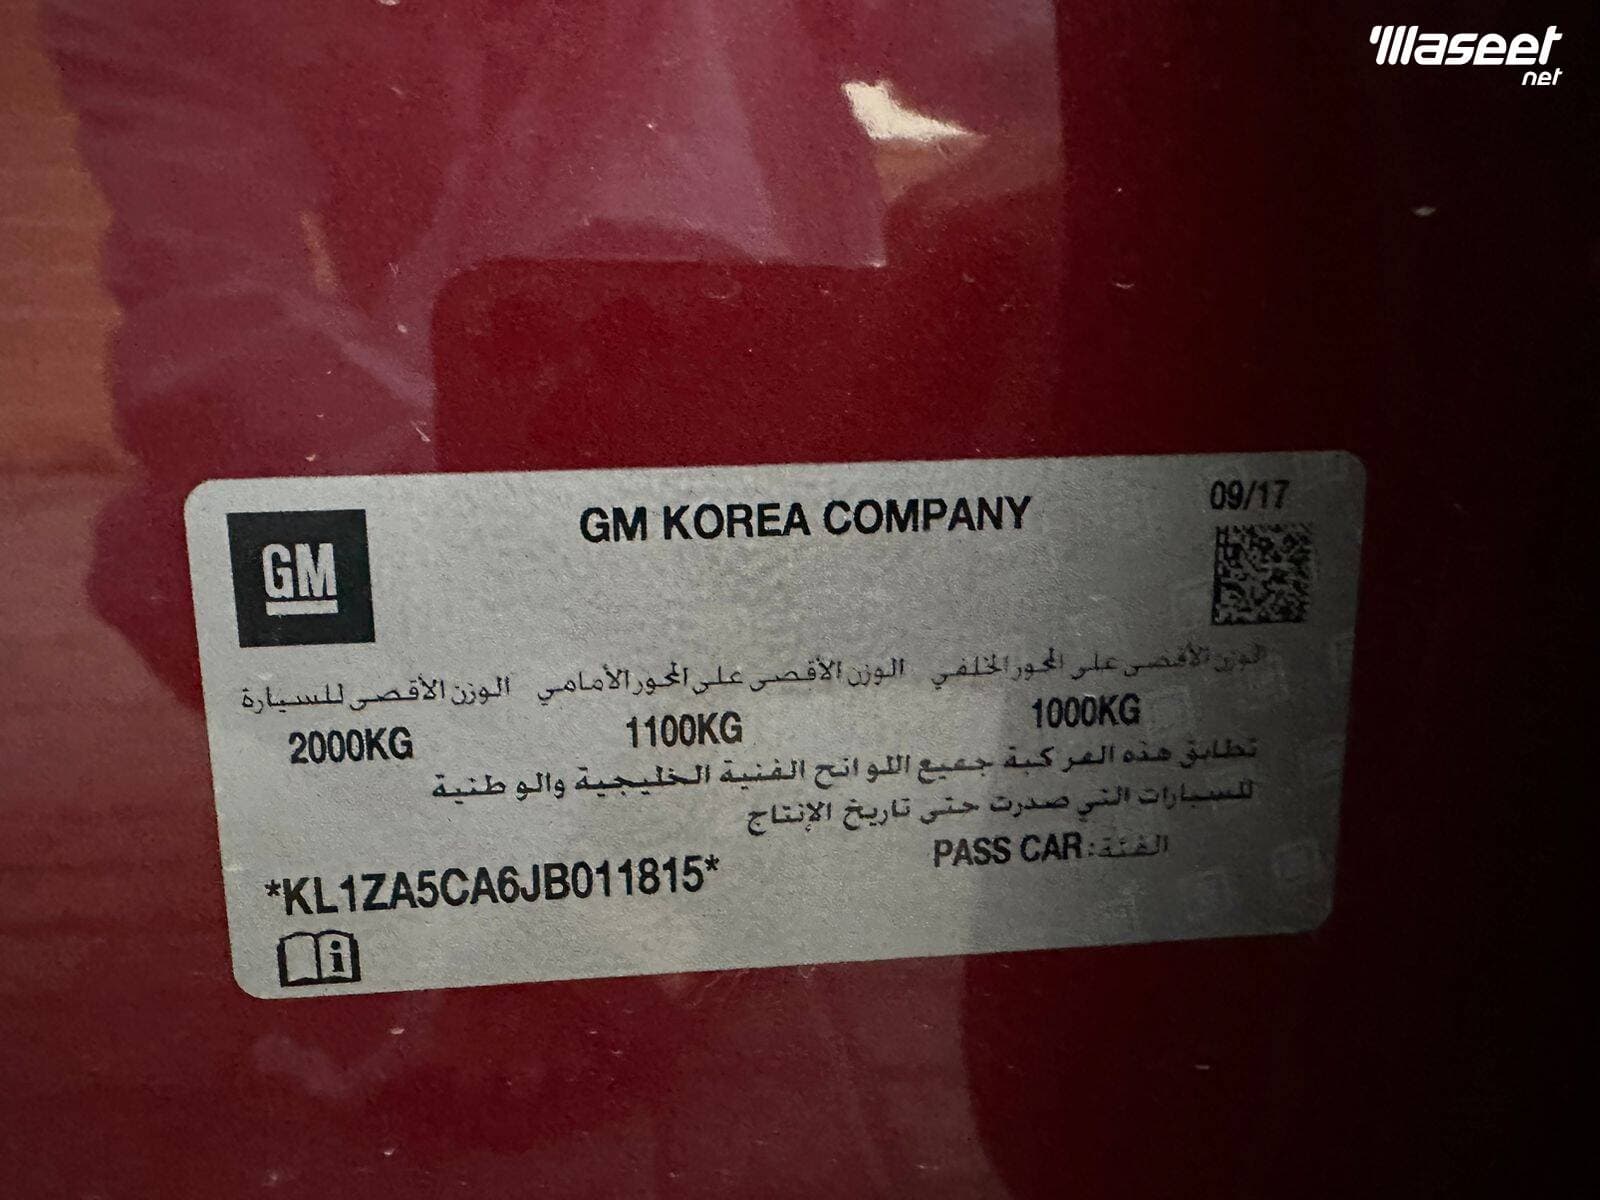 Waseet
net
09/17
GM KOREA COMPANY
GM
الوزن الأقصى على المحور الخلفي الوزن الأقصى على المحور الأمامي الوزن الأقصى للسيارة
2000KG 1100KG 1000KG
تطابق هذه المركبة جميع اللوائح الفنية الخليجية والوطنية
للسيارات التي صدرت حتى تاريخ الإنتاج
الفئة: PASS CAR
*KL1ZA5CA6JB011815*
i